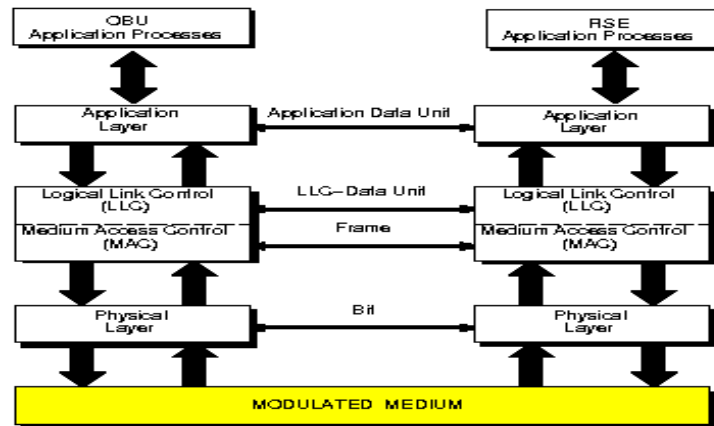 OBU
Application Processes
RSE
Application Processes
Application
Layer
Application Data Unit
Application
Layer
Logical Link Control
(LLC)
LLC-Data Unit
Logical Link Control
(LLC)
Medium Access Control
(MAC)
Frame
Medium Access Control
(MAC)
Physical
Layer
Bit
Physical
Layer
MODULATED MEDIUM